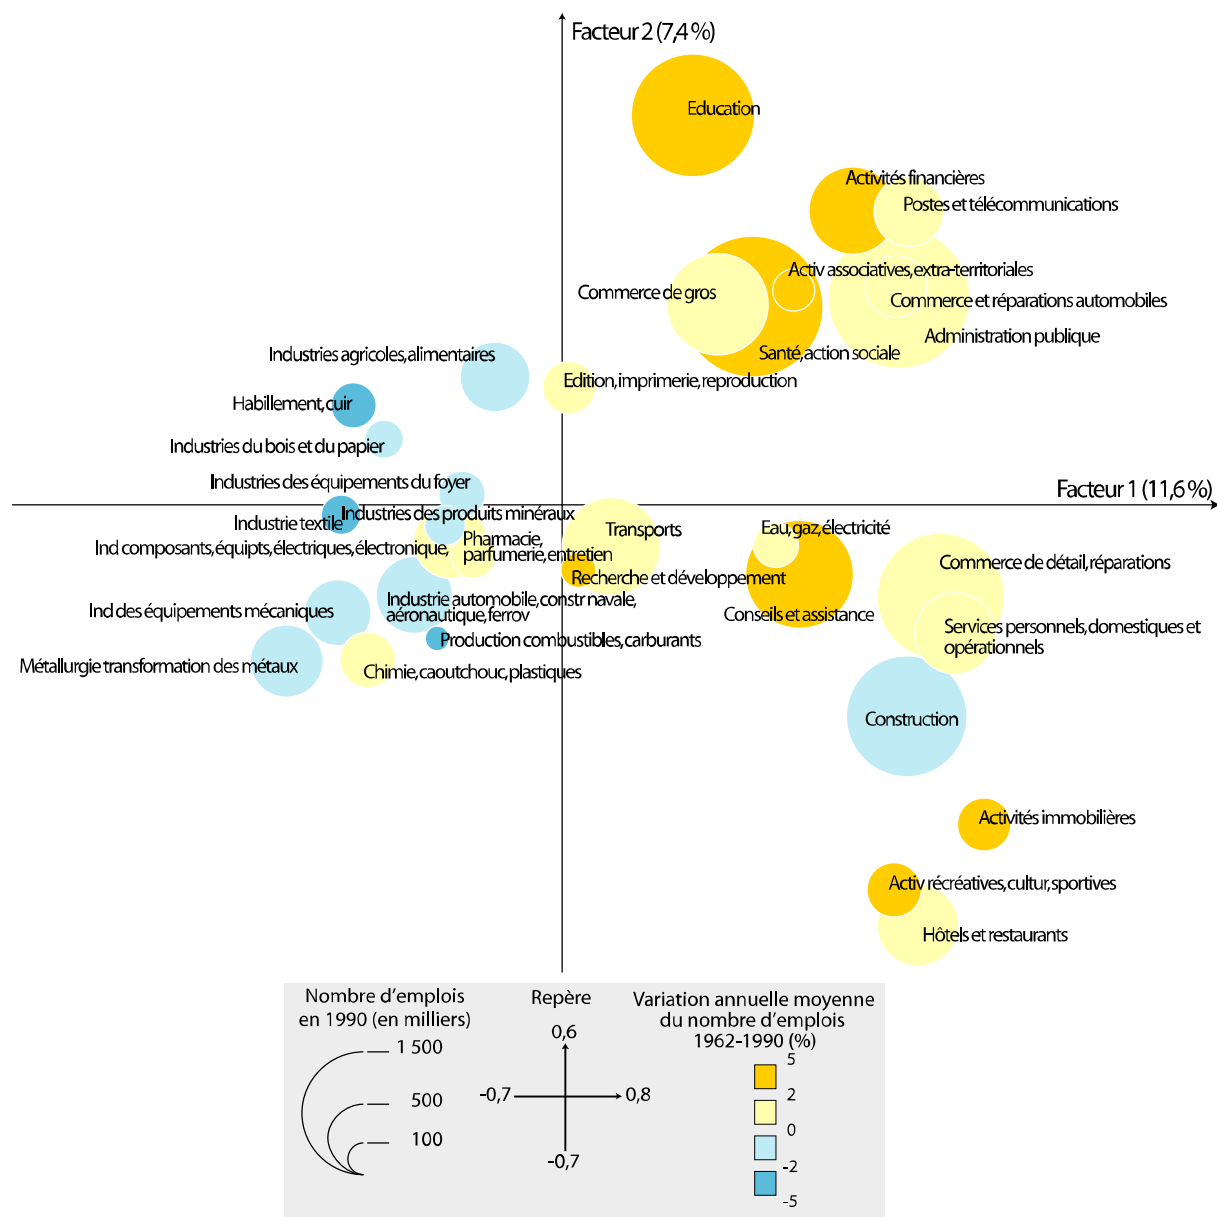 Facteur 2 (7,4 %)
Education
Activités financières
Postes et télécommunications
Activ associatives, extra-territoriales
Commerce de gros
Commerce et réparations automobiles
Administration publique
Santé, action sociale
Industries agricoles, alimentaires
Edition, imprimerie, reproduction
Habillement, cuir
Industries du bois et du papier
Industries des équipements du foyer
Facteur 1 (11,6 %)
Industries des produits minéraux
Industrie textile
Transports
Eau, gaz, électricité
Pharmacie,
parfumerie, entretien
Ind composants, équipts, électriques, électronique,
Commerce de détail, réparations
Recherche et développement
Industrie automobile, constr navale,
aéronautique, ferrov
Ind des équipements mécaniques
Conseils et assistance
Services personnels, domestiques et
opérationnels
Production combustibles, carburants
Métallurgie transformation des métaux
Chimie, caoutchouc, plastiques
Construction
Activités immobilières
Activ récréatives, cultur, sportives
Hôtels et restaurants
Nombre d'emplois
en 1990 (en milliers)
1 500
500
100
Repère
0,6
-0,7
0,8
-0,7
Variation annuelle moyenne
du nombre d'emplois
1962-1990 (%)
5
2
0
-2
-5